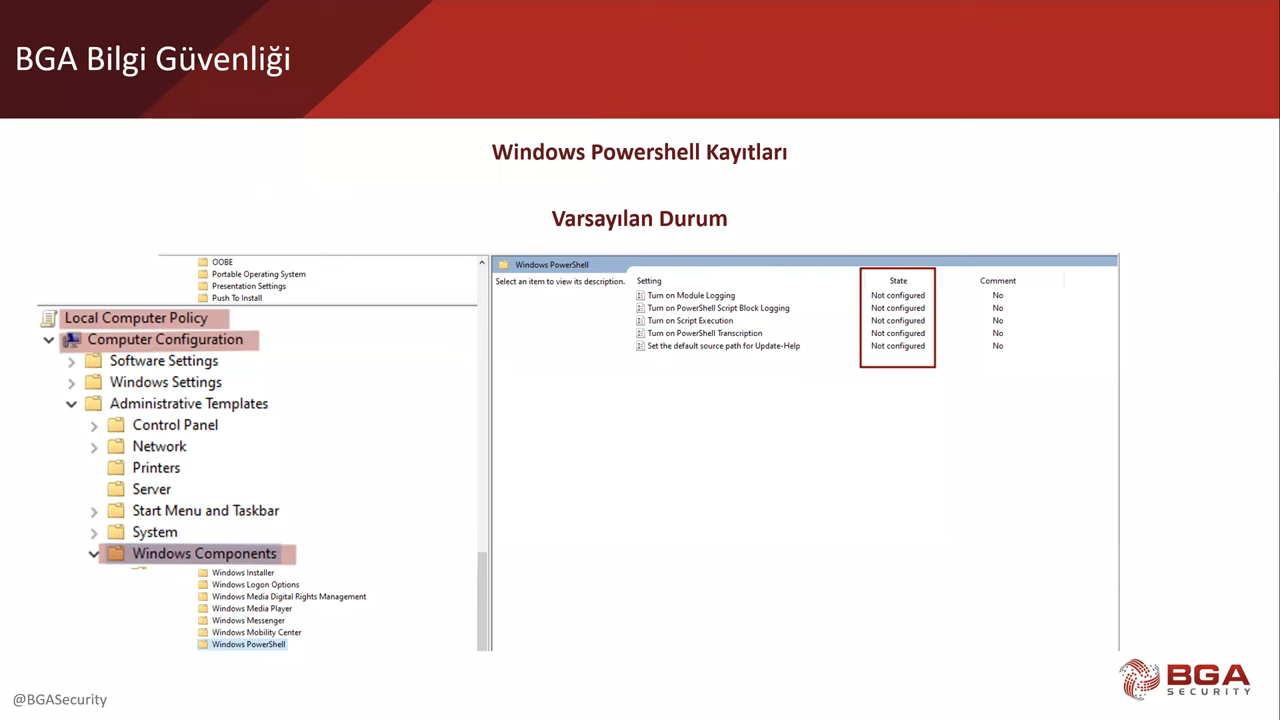 BGA Bilgi Güvenliği
Windows Powershell Kayıtları
Varsayılan Durum
OOBE
Portable Operating System
Presentation Settings
Push To Install
Local Computer Policy
Computer Configuration
Software Settings
Windows Settings
Administrative Templates
Control Panel
Network
Printers
Server
Start Menu and Taskbar
System
Windows Components
Windows Installer
Windows Logon Options
Windows Media Digital Rights Management
Windows Media Player
Windows Messenger
Windows Mobility Center
Windows PowerShell
Windows PowerShell
Select an item to view its description.
Setting State Comment
Turn on Module Logging Not configured No
Turn on PowerShell Script Block Logging Not configured No
Turn on Script Execution Not configured No
Turn on PowerShell Transcription Not configured No
Set the default source path for Update-Help Not configured No
@BGASecurity
BGA
SECURITY